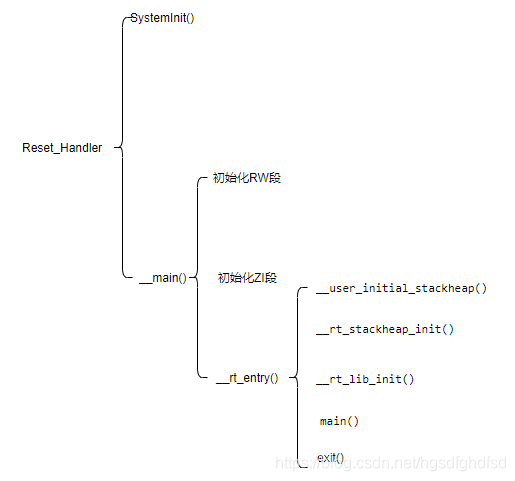 SystemInit()
Reset_Handler
初始化RW段
__main()
初始化ZI段
__user_initial_stackheap()
__rt_stackheap_init()
__rt_entry()
__rt_lib_init()
main()
exit()
https://blog.csdn.net/hgsdfghdfsd